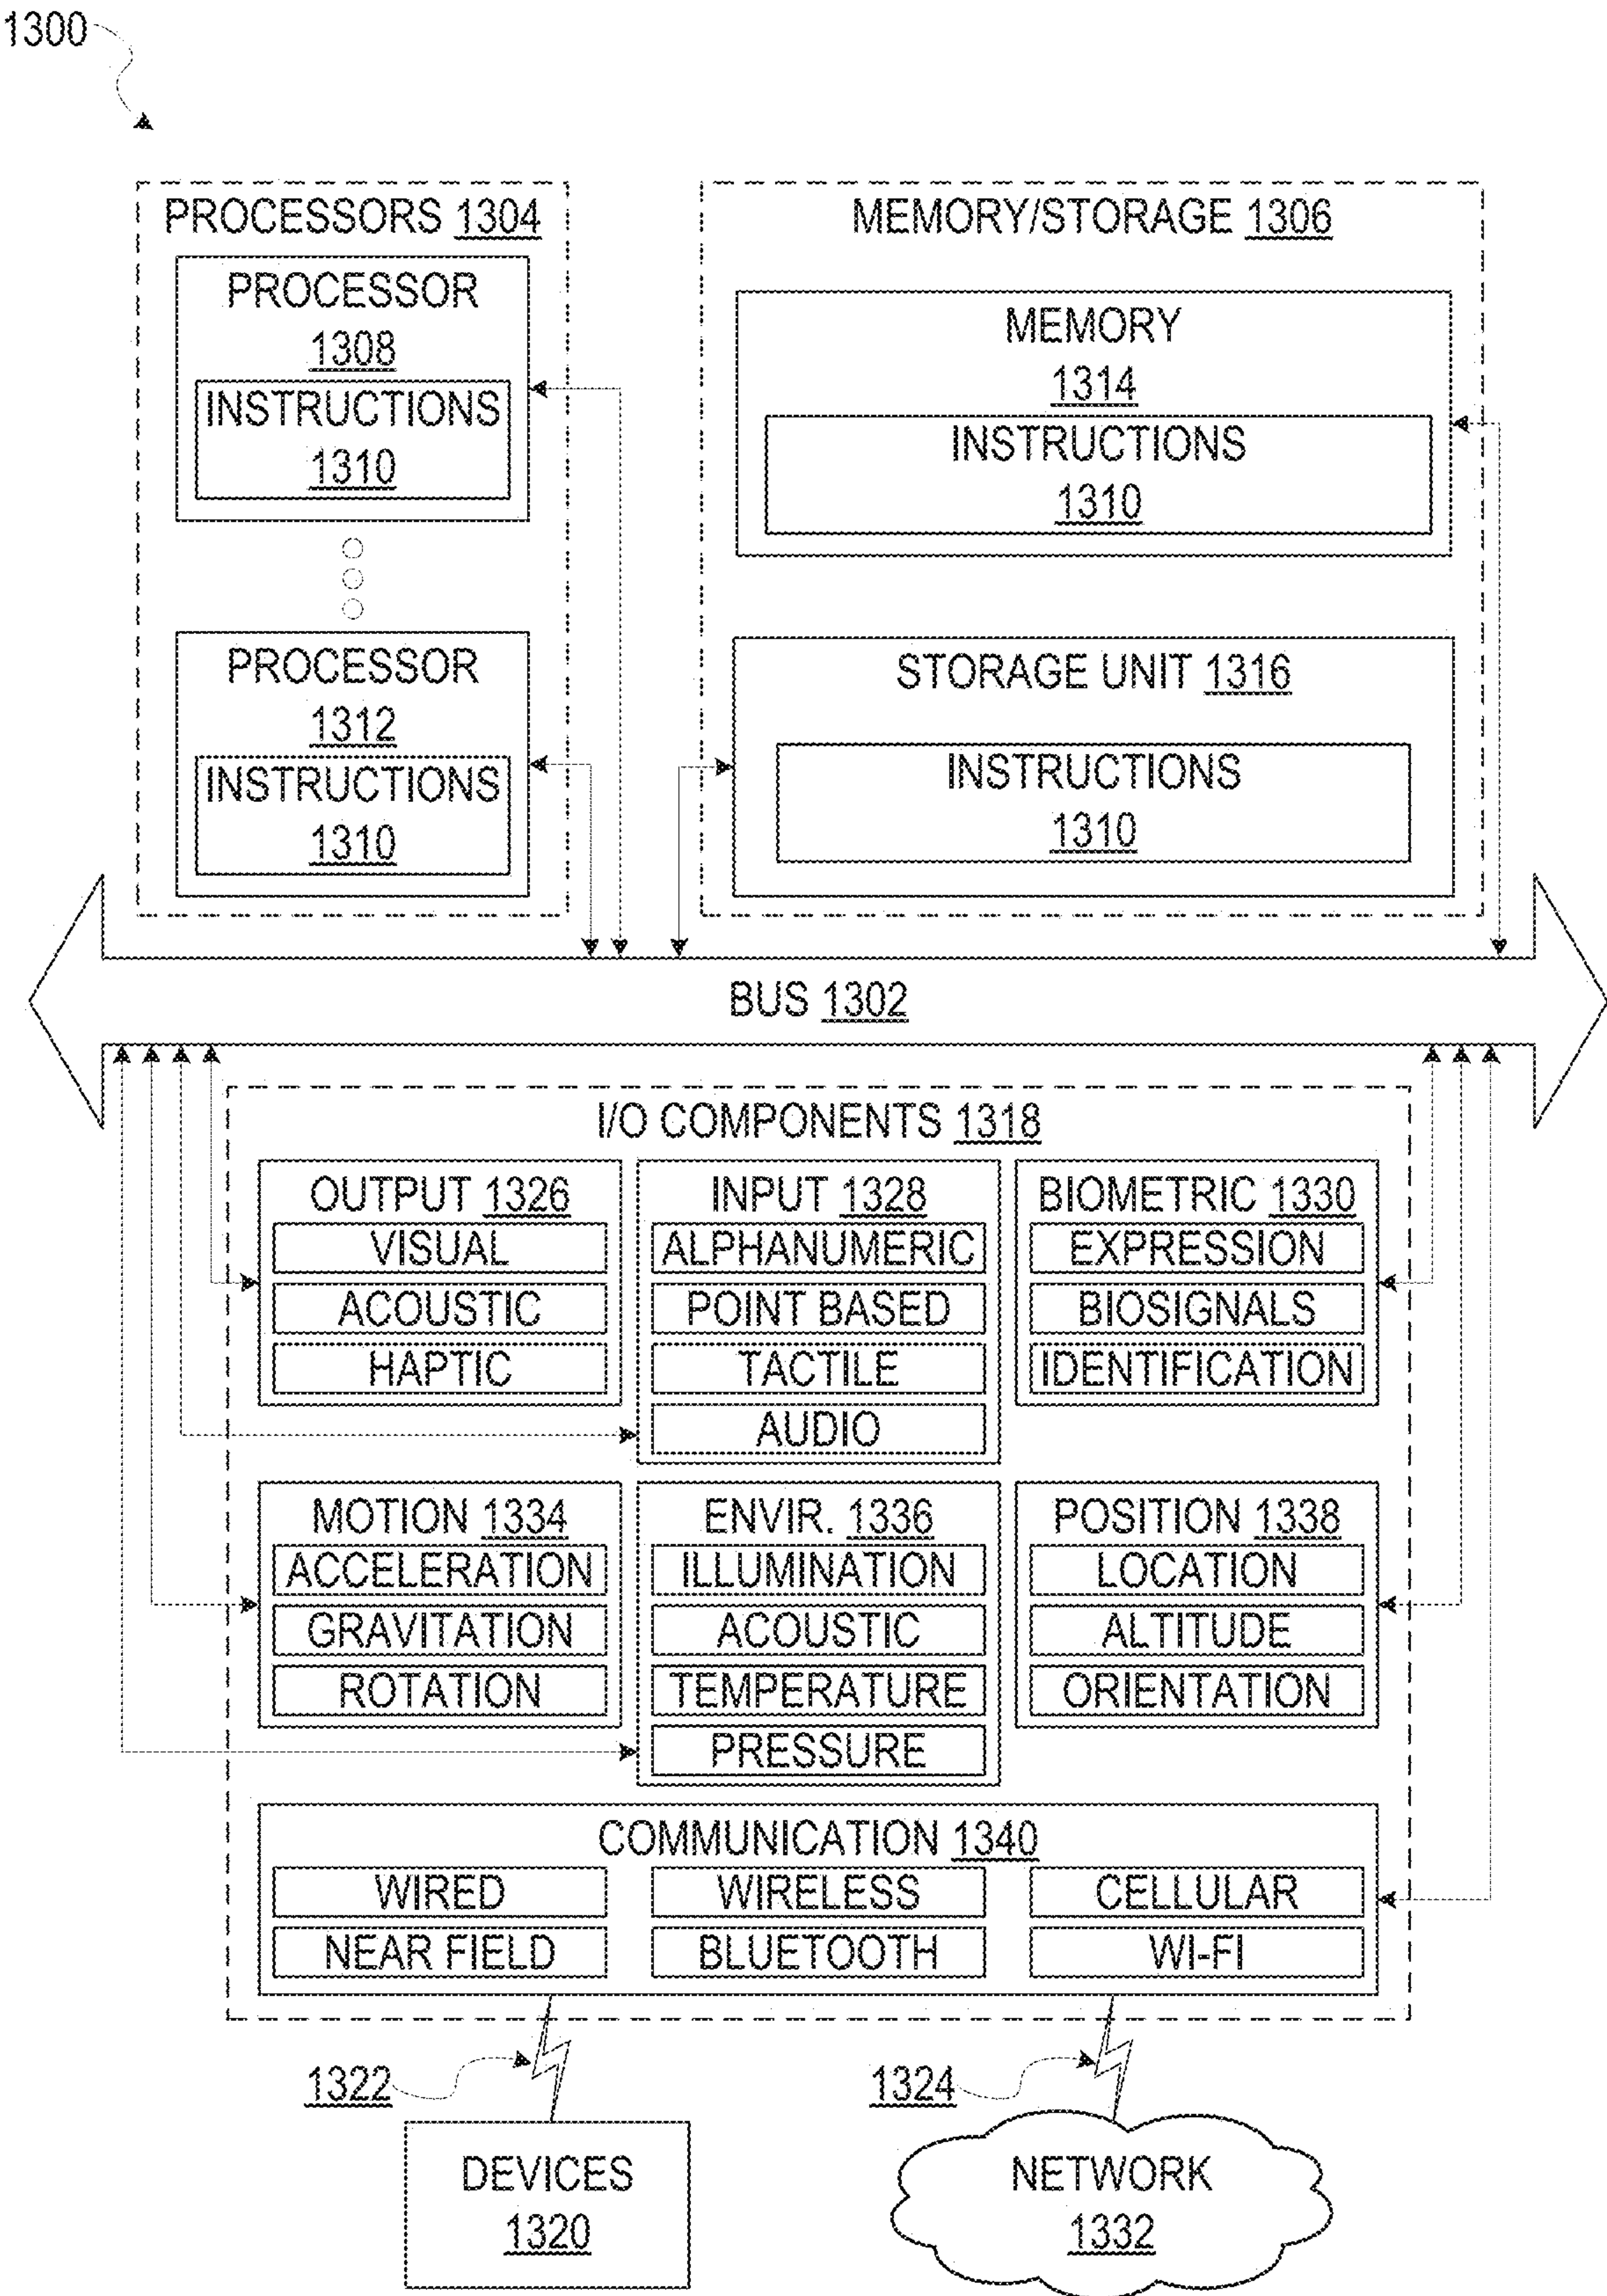 1300
PROCESSORS 1304
PROCESSOR
1308
INSTRUCTIONS
1310
PROCESSOR
1312
INSTRUCTIONS
1310
MEMORY/STORAGE 1306
MEMORY
1314
INSTRUCTIONS
1310
STORAGE UNIT 1316
INSTRUCTIONS
1310
BUS 1302
I/O COMPONENTS 1318
OUTPUT 1326
VISUAL
ACOUSTIC
HAPTIC
INPUT 1328
ALPHANUMERIC
POINT BASED
TACTILE
AUDIO
BIOMETRIC 1330
EXPRESSION
BIOSIGNALS
IDENTIFICATION
MOTION 1334
ACCELERATION
GRAVITATION
ROTATION
ENVIR. 1336
ILLUMINATION
ACOUSTIC
TEMPERATURE
PRESSURE
POSITION 1338
LOCATION
ALTITUDE
ORIENTATION
COMMUNICATION 1340
WIRED
WIRELESS
CELLULAR
NEAR FIELD
BLUETOOTH
WI-FI
1322
1324
DEVICES
1320
NETWORK
1332